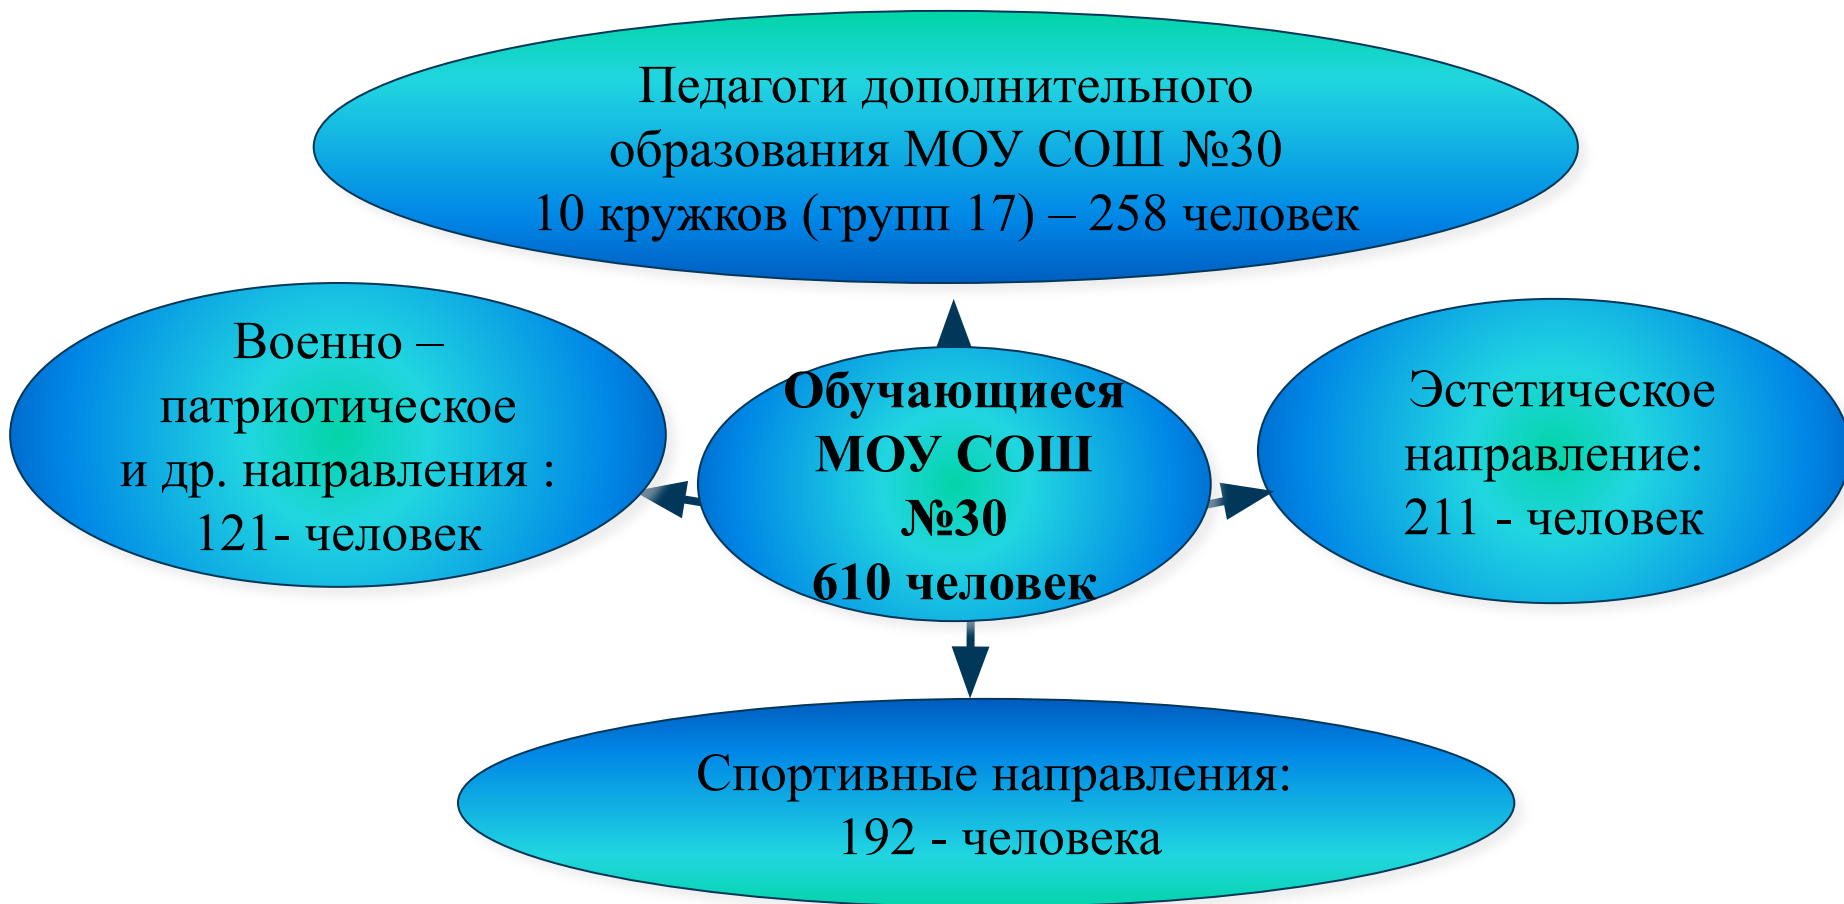 Педагоги дополнительного
образования МОУ СОШ №30
10 кружков (групп 17) – 258 человек
Военно –
патриотическое
и др. направления :
121- человек
Обучающиеся
МОУ СОШ
№30
610 человек
Эстетическое
направление:
211 - человек
Спортивные направления:
192 - человека